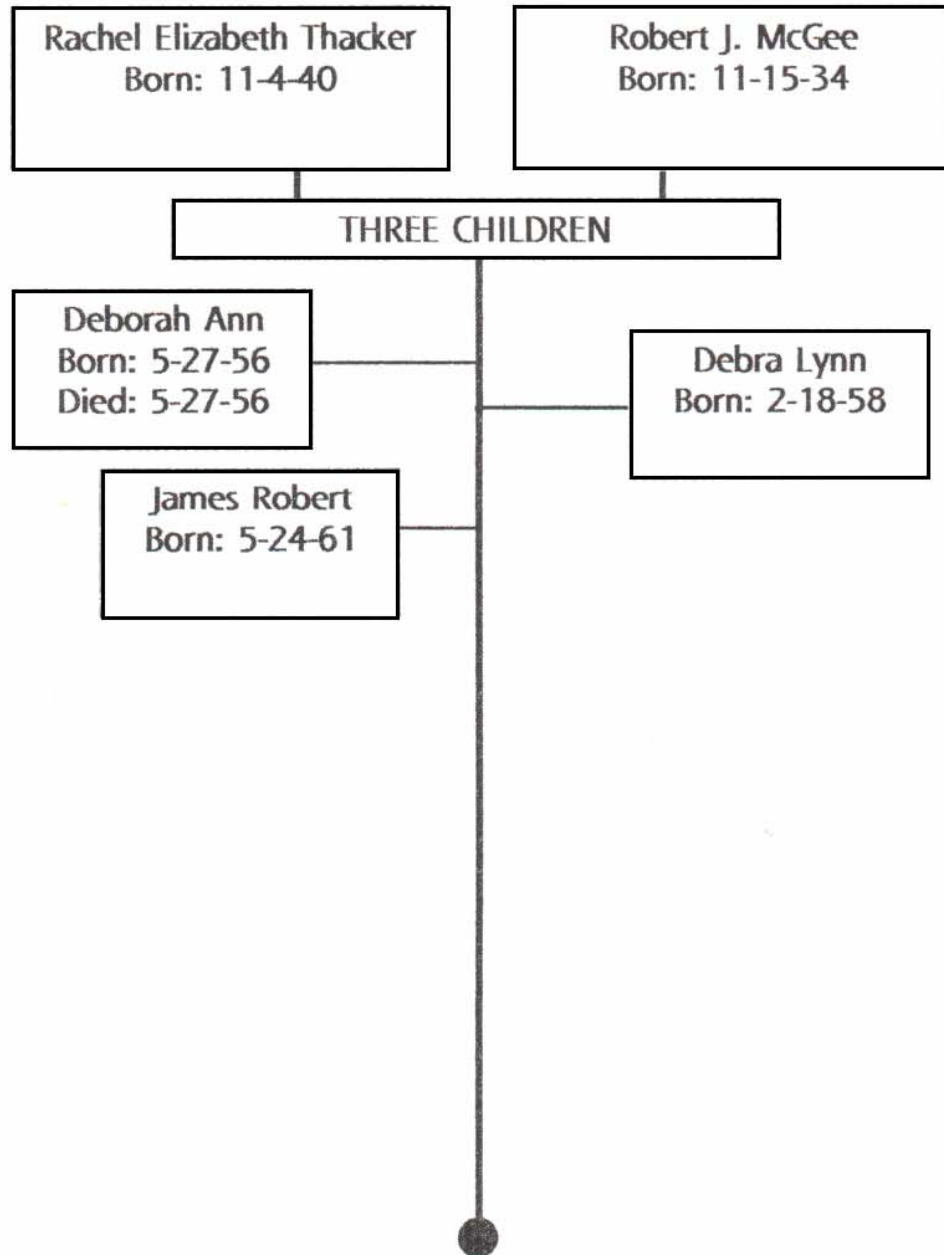 Rachel Elizabeth Thacker
Born: 11-4-40
Robert J. McGee
Born: 11-15-34
THREE CHILDREN
Deborah Ann
Born: 5-27-56
Died: 5-27-56
Debra Lynn
Born: 2-18-58
James Robert
Born: 5-24-61